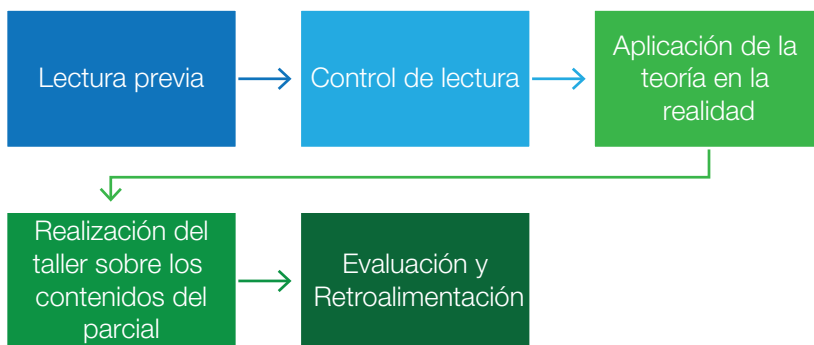 Lectura previa
Control de lectura
Aplicación de la
teoría en la
realidad
Realización del
taller sobre los
contenidos del
parcial
Evaluación y
Retroalimentación